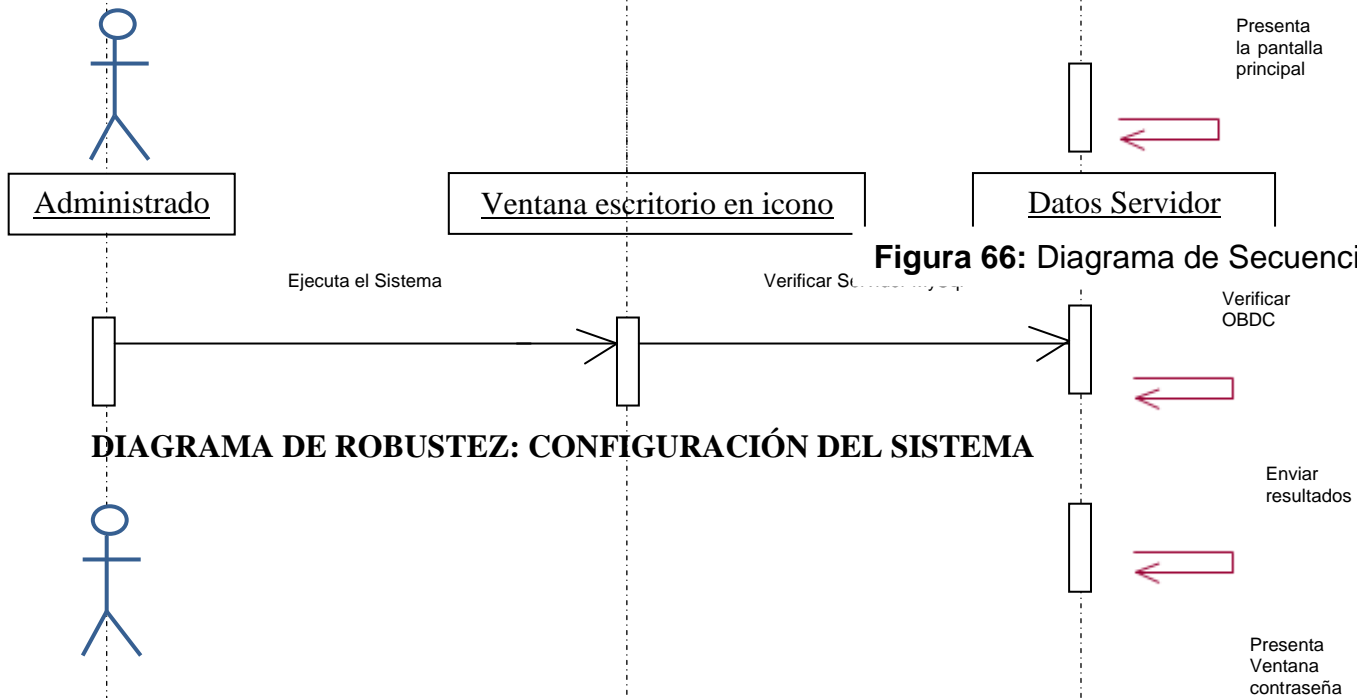 Presenta
la pantalla
principal
Administrado
Ventana escritorio en icono
Datos Servidor
Figura 66: Diagrama de Secuenci
Ejecuta el Sistema
Verificar
Verificar
OBDC
DIAGRAMA DE ROBUSTEZ: CONFIGURACIÓN DEL SISTEMA
Enviar
resultados
Presenta
Ventana
contraseña